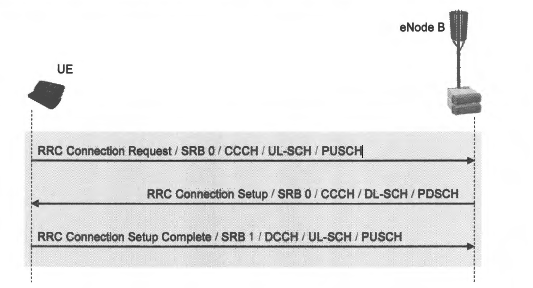 eNode B
UE
RRC Connection Request / SRB 0 / CCCH / UL-SCH / PUSCH
RRC Connection Setup / SRB 0 / CCCH / DL-SCH / PDSCH
RRC Connection Setup Complete / SRB 1 / DCCH / UL-SCH / PUSCH